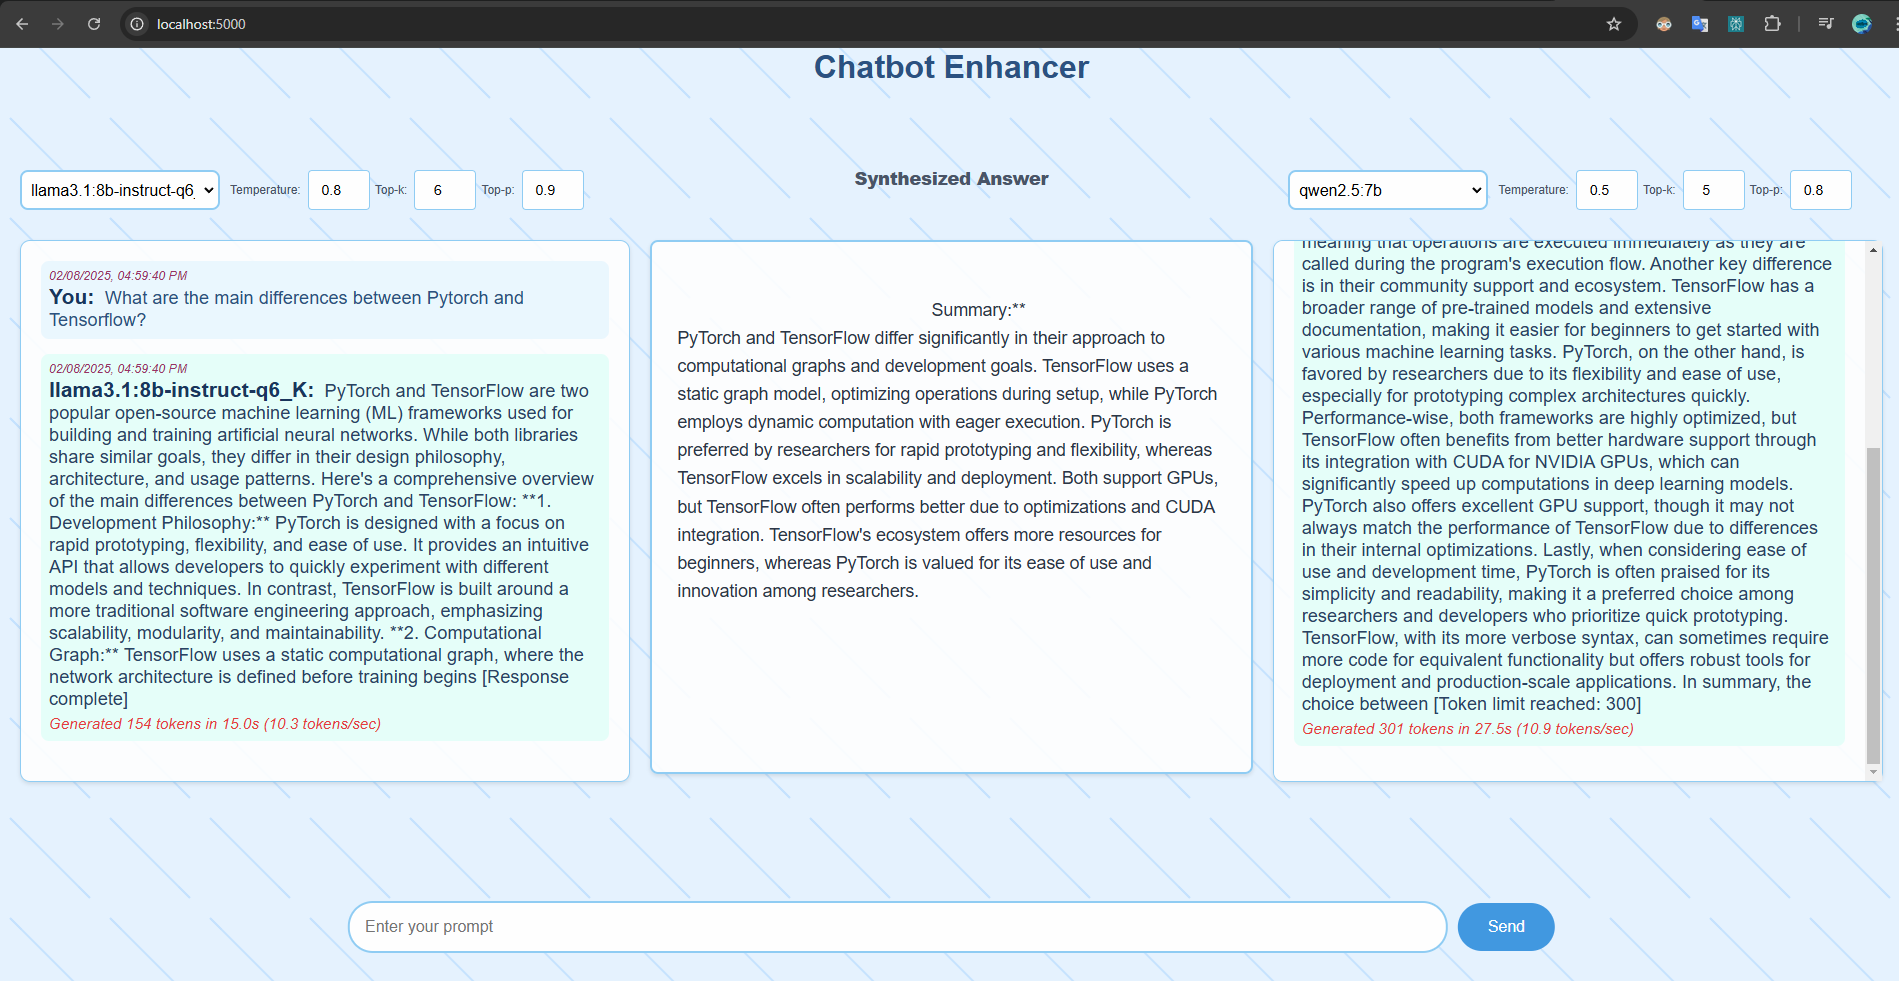 localhost:5000
Chatbot Enhancer
llama3.1:8b-instruct-q6_
Temperature:
0.8
Top-k:
6
Top-p:
0.9
Synthesized Answer
qwen2.5:7b
Temperature:
0.5
Top-k:
5
Top-p:
0.8
02/08/2025, 04:59:40 PM
You: What are the main differences between Pytorch and
Tensorflow?
02/08/2025, 04:59:40 PM
llama3.1:8b-instruct-q6_K: PyTorch and TensorFlow are two
popular open-source machine learning (ML) frameworks used for
building and training artificial neural networks. While both libraries
share similar goals, they differ in their design philosophy,
architecture, and usage patterns. Here's a comprehensive overview
of the main differences between PyTorch and TensorFlow: **1.
Development Philosophy:** PyTorch is designed with a focus on
rapid prototyping, flexibility, and ease of use. It provides an intuitive
API that allows developers to quickly experiment with different
models and techniques. In contrast, TensorFlow is built around a
more traditional software engineering approach, emphasizing
scalability, modularity, and maintainability. **2. Computational
Graph:** TensorFlow uses a static computational graph, where the
network architecture is defined before training begins [Response
complete]
Generated 154 tokens in 15.0s (10.3 tokens/sec)
Summary:**
PyTorch and TensorFlow differ significantly in their approach to
computational graphs and development goals. TensorFlow uses a
static graph model, optimizing operations during setup, while PyTorch
employs dynamic computation with eager execution. PyTorch is
preferred by researchers for rapid prototyping and flexibility, whereas
TensorFlow excels in scalability and deployment. Both support GPUs,
but TensorFlow often performs better due to optimizations and CUDA
integration. TensorFlow's ecosystem offers more resources for
beginners, whereas PyTorch is valued for its ease of use and
innovation among researchers.
meaning that operations are executed immediately as they are
called during the program's execution flow. Another key difference
is in their community support and ecosystem. TensorFlow has a
broader range of pre-trained models and extensive
documentation, making it easier for beginners to get started with
various machine learning tasks. PyTorch, on the other hand, is
favored by researchers due to its flexibility and ease of use,
especially for prototyping complex architectures quickly.
Performance-wise, both frameworks are highly optimized, but
TensorFlow often benefits from better hardware support through
its integration with CUDA for NVIDIA GPUs, which can
significantly speed up computations in deep learning models.
PyTorch also offers excellent GPU support, though it may not
always match the performance of TensorFlow due to differences
in their internal optimizations. Lastly, when considering ease of
use and development time, PyTorch is often praised for its
simplicity and readability, making it a preferred choice among
researchers and developers who prioritize quick prototyping.
TensorFlow, with its more verbose syntax, can sometimes require
more code for equivalent functionality but offers robust tools for
deployment and production-scale applications. In summary, the
choice between [Token limit reached: 300]
Generated 301 tokens in 27.5s (10.9 tokens/sec)
Enter your prompt
Send